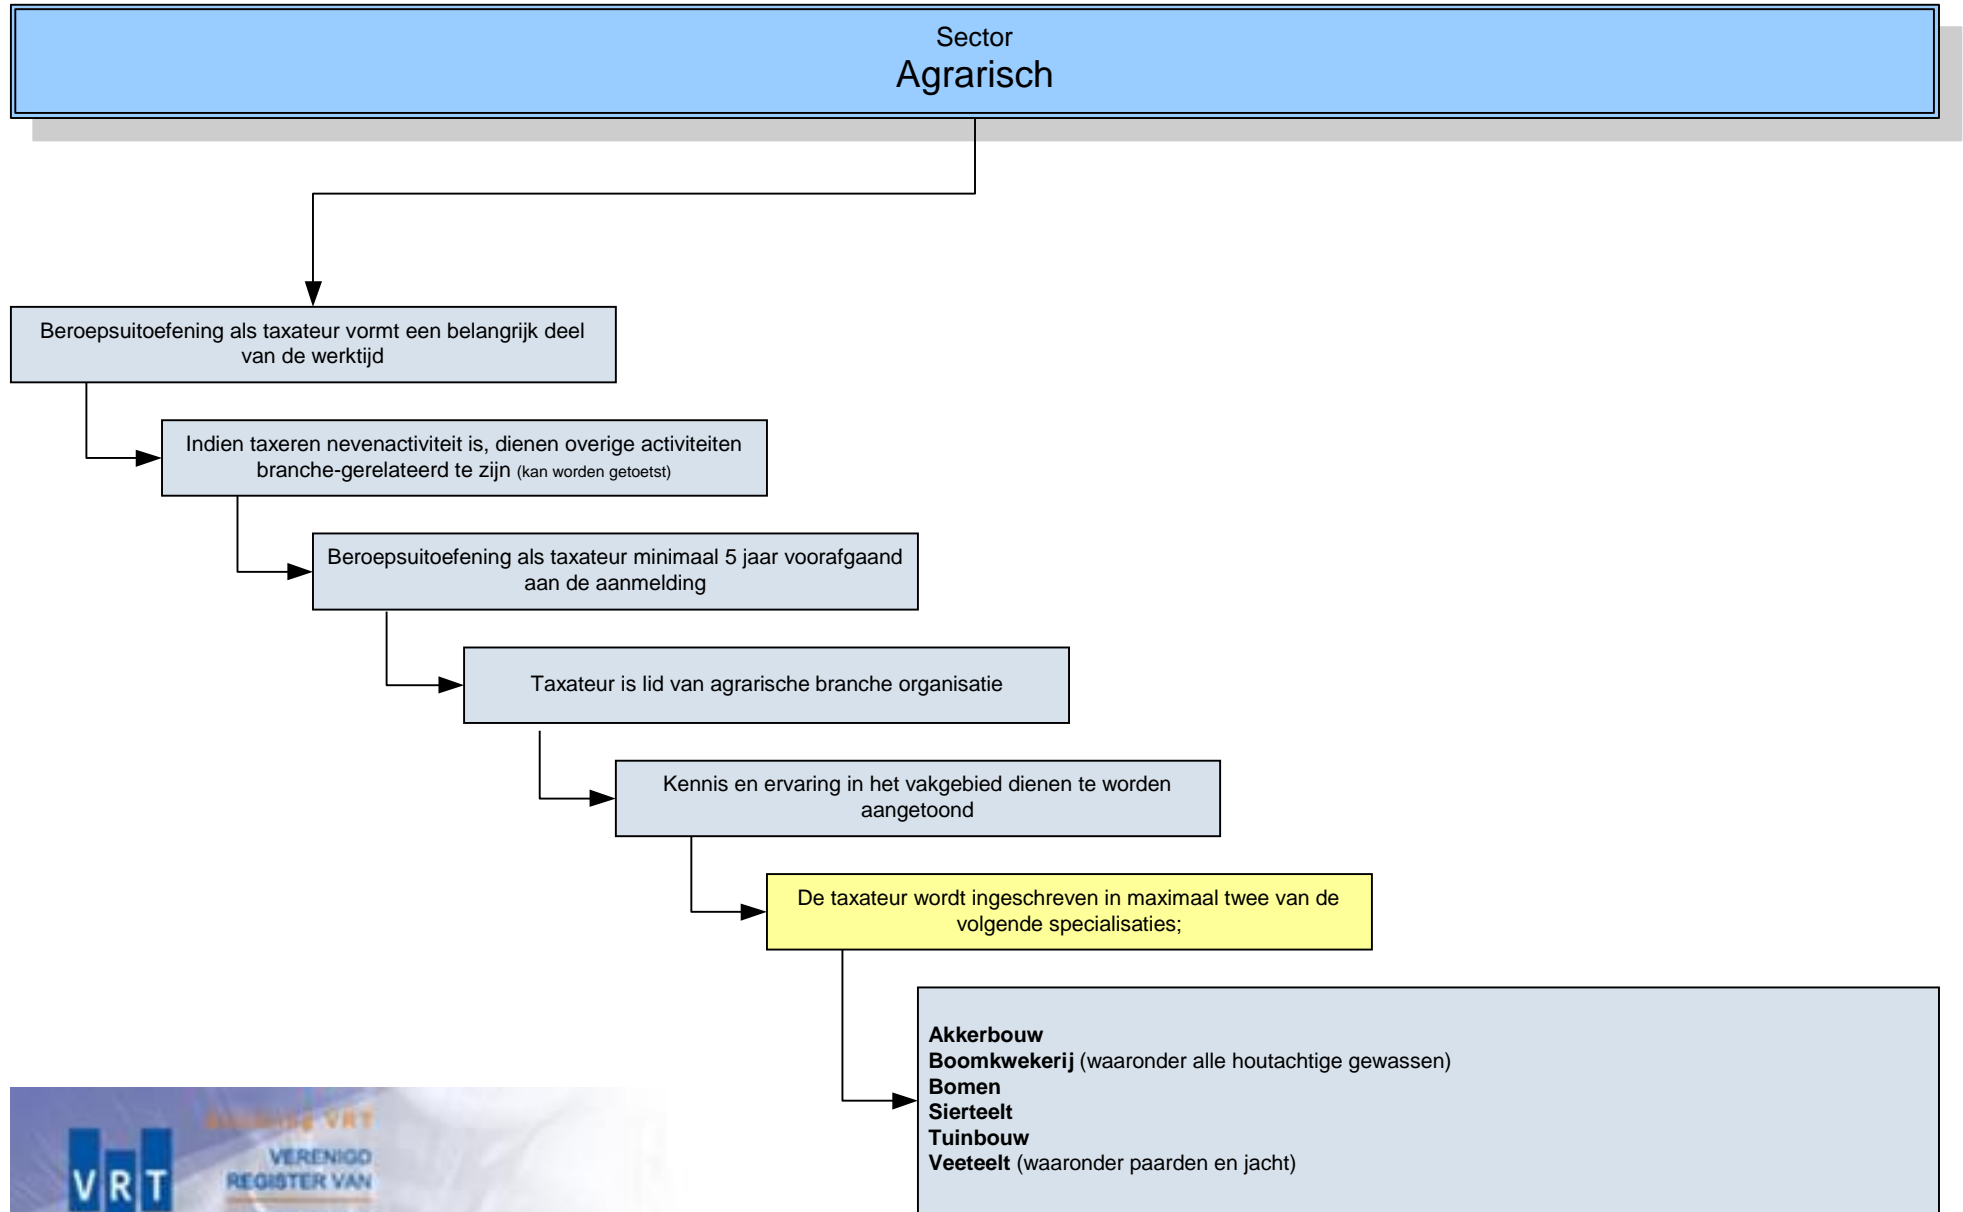 Sector
Agrarisch
Beroepsuitoefening als taxateur vormt een belangrijk deel
van de werktijd
Indien taxeren nevenactiviteit is, dienen overige activiteiten
branche-gerelateerd te zijn (kan worden getoetst)
Beroepsuitoefening als taxateur minimaal 5 jaar voorafgaand
aan de aanmelding
Taxateur is lid van agrarische branche organisatie
Kennis en ervaring in het vakgebied dienen te worden
aangetoond
De taxateur wordt ingeschreven in maximaal twee van de
volgende specialisaties;
Akkerbouw
Boomkwekerij (waaronder alle houtachtige gewassen)
Bomen
Sierteelt
Tuinbouw
Veeteelt (waaronder paarden en jacht)
VRT
VRT
VERENIGD
REGISTER VAN